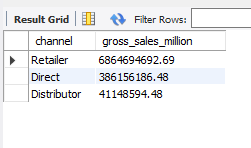 Result Grid Filter Rows:
channel gross_sales_million
Retailer 6864694692.69
Direct 386156186.48
Distributor 41148594.48